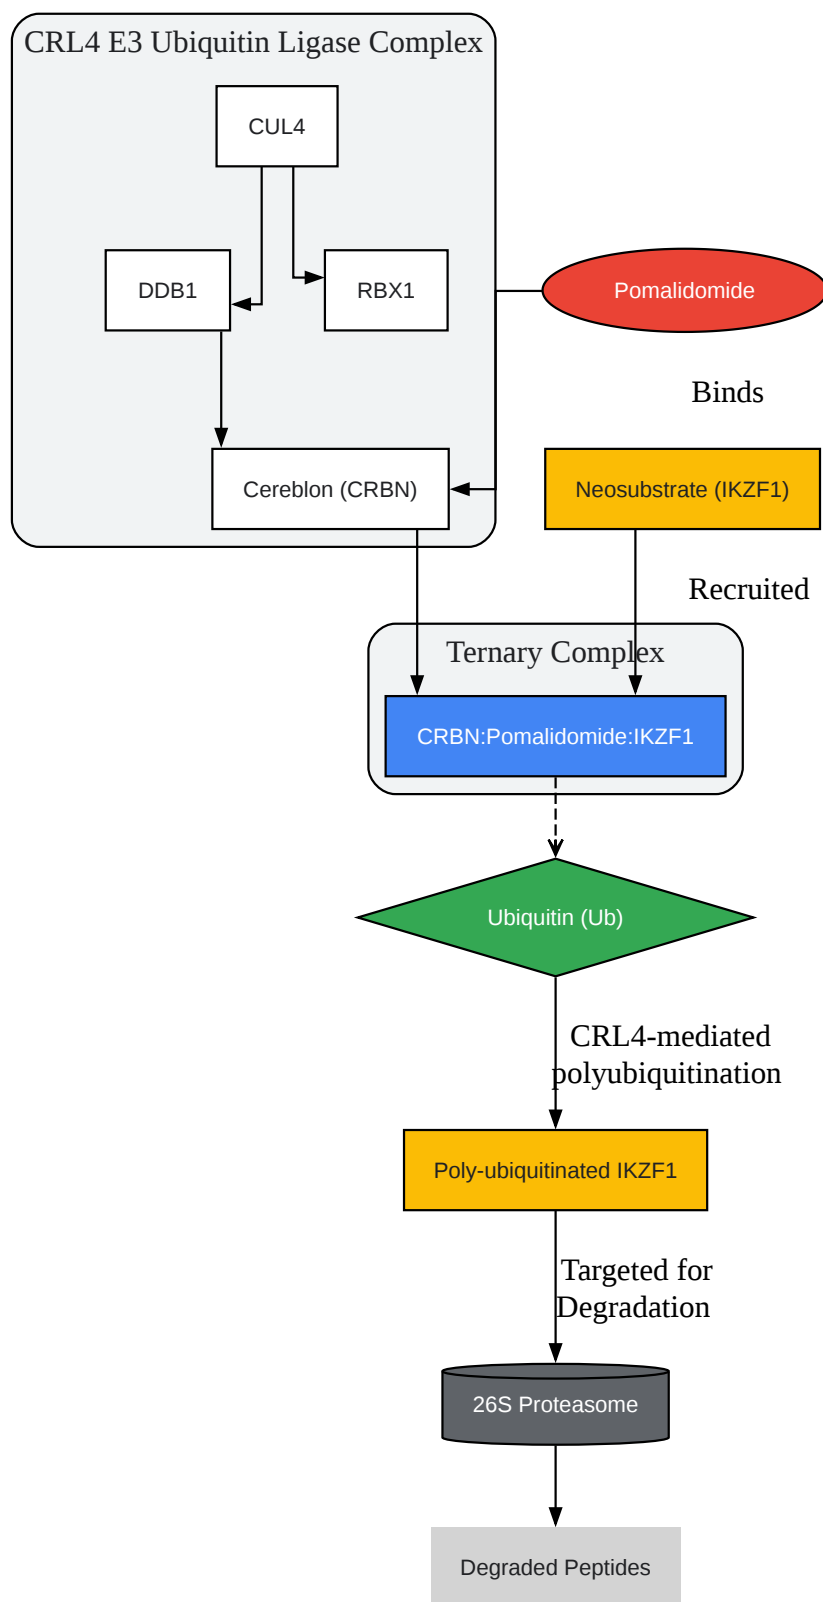 CRL4 E3 Ubiquitin Ligase Complex
CUL4
DDB1
RBX1
Pomalidomide
Binds
Cereblon (CRBN)
Neosubstrate (IKZF1)
Recruited
Ternary Complex
CRBN:Pomalidomide:IKZF1
Ubiquitin (Ub)
CRL4-mediated
polyubiquitination
Poly-ubiquitinated IKZF1
Targeted for
Degradation
26S Proteasome
Degraded Peptides